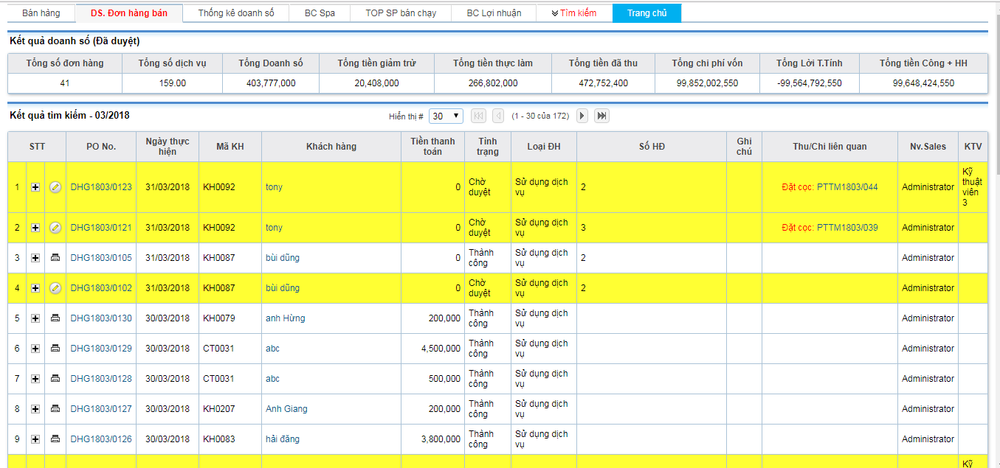 Bán hàng DS. Đơn hàng bán Thống kê doanh số BC Spa TOP SP bán chạy BC Lợi nhuận Tìm kiếm Trang chủ
Kết quả doanh số (Đã duyệt)
Tổng số đơn hàng Tổng số dịch vụ Tổng Doanh số Tổng tiền giảm trừ Tổng tiền thực làm Tổng tiền đã thu Tổng chi phí vốn Tổng Lời T.Tính Tổng tiền Công + HH
41 159.00 403,777,000 20,408,000 266,802,000 472,752,400 99,852,002,550 -99,564,792,550 99,648,424,550
Kết quả tìm kiếm - 03/2018 Hiển thị # 30 (1 - 30 của 172)
STT PO No. Ngày thực hiện Mã KH Khách hàng Tiền thanh toán Tình trạng Loại ĐH Số HĐ Ghi chú Thu/Chi liên quan Nv.Sales KTV
1 DHG1803/0123 31/03/2018 KH0092 tony 0 Chờ duyệt Sử dụng dịch vụ 2 Đặt cọc: PTTM1803/044 Administrator Kỹ thuật viên 3
2 DHG1803/0121 31/03/2018 KH0092 tony 0 Chờ duyệt Sử dụng dịch vụ 3 Đặt cọc: PTTM1803/039 Administrator
3 DHG1803/0105 31/03/2018 KH0087 bùi dũng 0 Thành công Sử dụng dịch vụ 2 Administrator
4 DHG1803/0102 31/03/2018 KH0087 bùi dũng 0 Chờ duyệt Sử dụng dịch vụ 2 Administrator
5 DHG1803/0130 30/03/2018 KH0079 anh Hừng 200,000 Thành công Sử dụng dịch vụ Administrator
6 DHG1803/0129 30/03/2018 CT0031 abc 4,500,000 Thành công Sử dụng dịch vụ Administrator
7 DHG1803/0128 30/03/2018 CT0031 abc 500,000 Thành công Sử dụng dịch vụ Administrator
8 DHG1803/0127 30/03/2018 KH0207 Anh Giang 200,000 Thành công Sử dụng dịch vụ Administrator
9 DHG1803/0126 30/03/2018 KH0083 hải đăng 3,800,000 Thành công Sử dụng dịch vụ Administrator
Kỹ